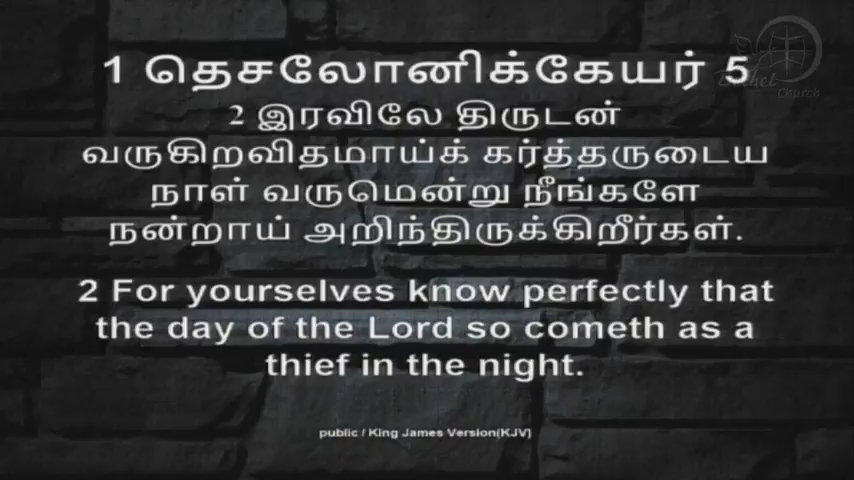 Bethel
Church
1 தெசலோனிக்கேயர் 5
2 இரவிலே திருடன்
வருகிறவிதமாய்க் கர்த்தருடைய
நாள் வருமென்று நீங்களே
நன்றாய் அறிந்திருக்கிறீர்கள்.
2 For yourselves know perfectly that
the day of the Lord so cometh as a
thief in the night.
public / King James Version(KJV)